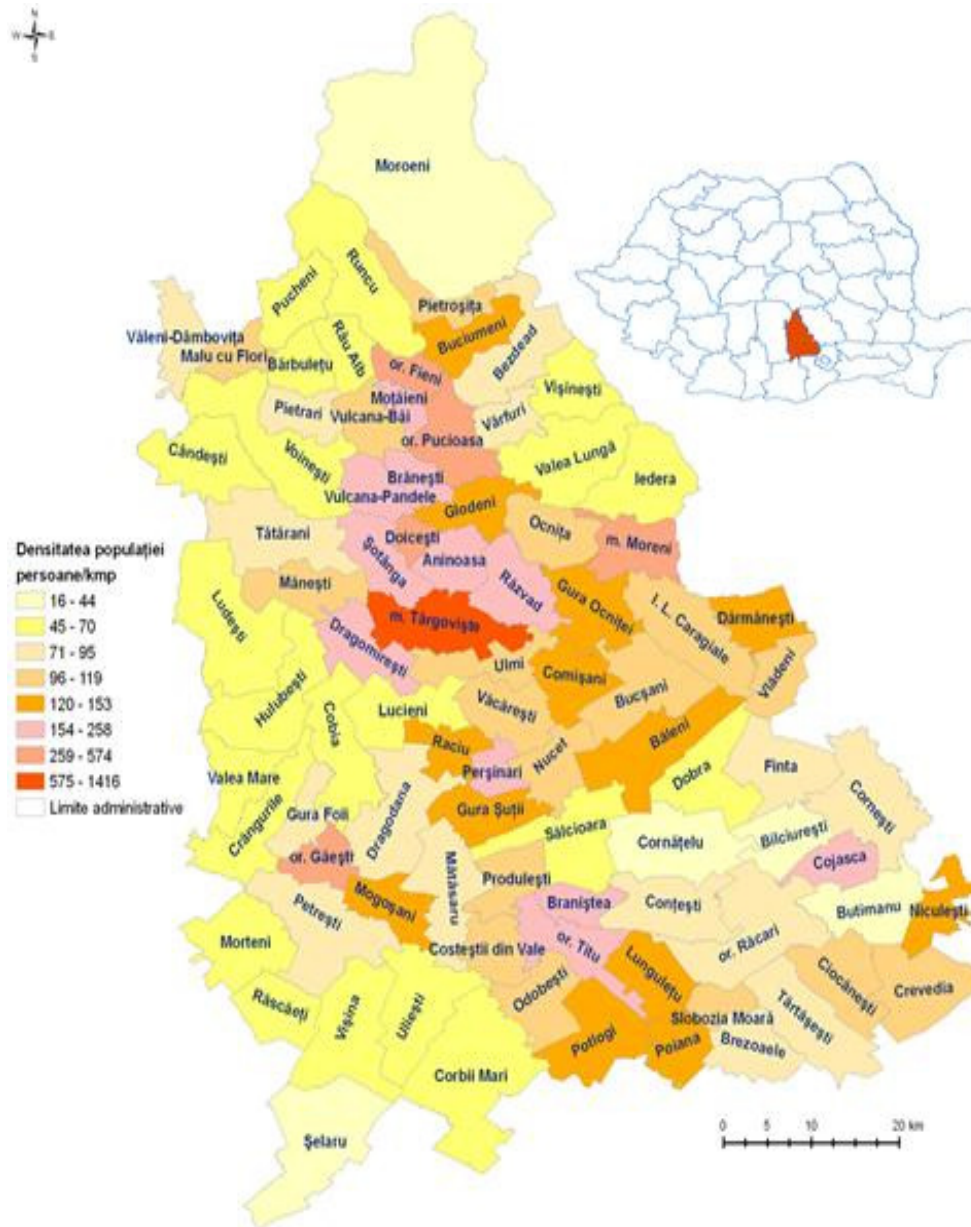 N
W E
S
Moroeni
Runcu
Pucheni
Pietroşiţa
Buciumeni
Bezdead
Văleni-Dâmboviţa
Malu cu Flori
Bărbuleţu
Râu Alb
or. Fieni
Vişineşti
Moţăieni
Pietrari
Vulcana-Băi
Vârfuri
or. Pucioasa
Cândeşti
Voineşti
Valea Lungă
Iedera
Brăneşti
Vulcana-Pandele
Glodeni
Ocniţa
Tătărani
Doiceşti
m. Moreni
Şotânga
Aninoasa
Răzvad
Gura Ocniţei
I. L. Caragiale
Dărmăneşti
Măneşti
Ludeşti
m. Târgovişte
Dragomireşti
Ulmi
Comişani
Vlădeni
Hulubeşti
Cobia
Lucieni
Văcăreşti
Bucşani
Băleni
Raciu
Nucet
Perşinari
Dobra
Finta
Valea Mare
Corneşti
Crângurile
Gura Foii
Dragodana
Gura Şuţii
Sălcioara
Cornăţelu
Bilciureşti
Cojasca
or. Găeşti
Mătăsaru
Produleşti
Mogoşani
Braniştea
Conţeşti
Butimanu
Niculeşti
Petreşti
Morteni
Costeştii din Vale
or. Titu
or. Răcari
Lunguleţu
Ciocăneşti
Crevedia
Răscăeţi
Vişina
Ulieşti
Odobeşti
Slobozia Moară
Tărtăşeşti
Potlogi
Poiana
Brezoaele
Corbii Mari
Şelaru
Densitatea populaţiei
persoane/kmp
16 - 44
45 - 70
71 - 95
96 - 119
120 - 153
154 - 258
259 - 574
575 - 1416
Limite administrative
0 5 10 20 km